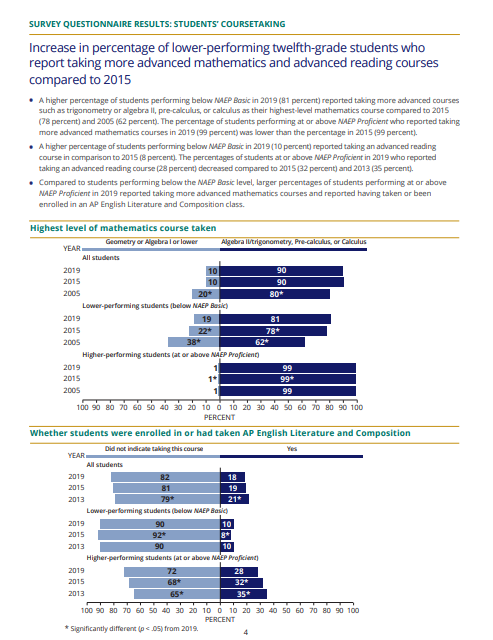 SURVEY QUESTIONNAIRE RESULTS: STUDENTS' COURSETAKING
Increase in percentage of lower-performing twelfth-grade students who
report taking more advanced mathematics and advanced reading courses
compared to 2015
• A higher percentage of students performing below NAEP Basic in 2019 (81 percent) reported taking more advanced courses
such as trigonometry or algebra II, pre-calculus, or calculus as their highest-level mathematics course compared to 2015
(78 percent) and 2005 (62 percent). The percentage of students performing at or above NAEP Proficient who reported taking
more advanced mathematics courses in 2019 (99 percent) was lower than the percentage in 2015 (99 percent).
• A higher percentage of students performing below NAEP Basic in 2019 (10 percent) reported taking an advanced reading
course in comparison to 2015 (8 percent). The percentages of students at or above NAEP Proficient in 2019 who reported
taking an advanced reading course (28 percent) decreased compared to 2015 (32 percent) and 2013 (35 percent).
• Compared to students performing below the NAEP Basic level, larger percentages of students performing at or above
NAEP Proficient in 2019 reported taking more advanced mathematics courses and reported having taken or been
enrolled in an AP English Literature and Composition class.
Highest level of mathematics course taken
YEAR Geometry or Algebra I or lower Algebra II/trigonometry, Pre-calculus, or Calculus
All students
2019 10 90
2015 10 90
2005 20* 80*
Lower-performing students (below NAEP Basic)
2019 19 81
2015 22* 78*
2005 38* 62*
Higher-performing students (at or above NAEP Proficient)
2019 1 99
2015 1* 99*
2005 1 99
100 90 80 70 60 50 40 30 20 10 0 10 20 30 40 50 60 70 80 90 100
PERCENT
Whether students were enrolled in or had taken AP English Literature and Composition
YEAR Did not indicate taking this course Yes
All students
2019 82 18
2015 81 19
2013 79* 21*
Lower-performing students (below NAEP Basic)
2019 90 10
2015 92* 8*
2013 90 10
Higher-performing students (at or above NAEP Proficient)
2019 72 28
2015 68* 32*
2013 65* 35*
100 90 80 70 60 50 40 30 20 10 0 10 20 30 40 50 60 70 80 90 100
PERCENT
* Significantly different (p < .05) from 2019.
4